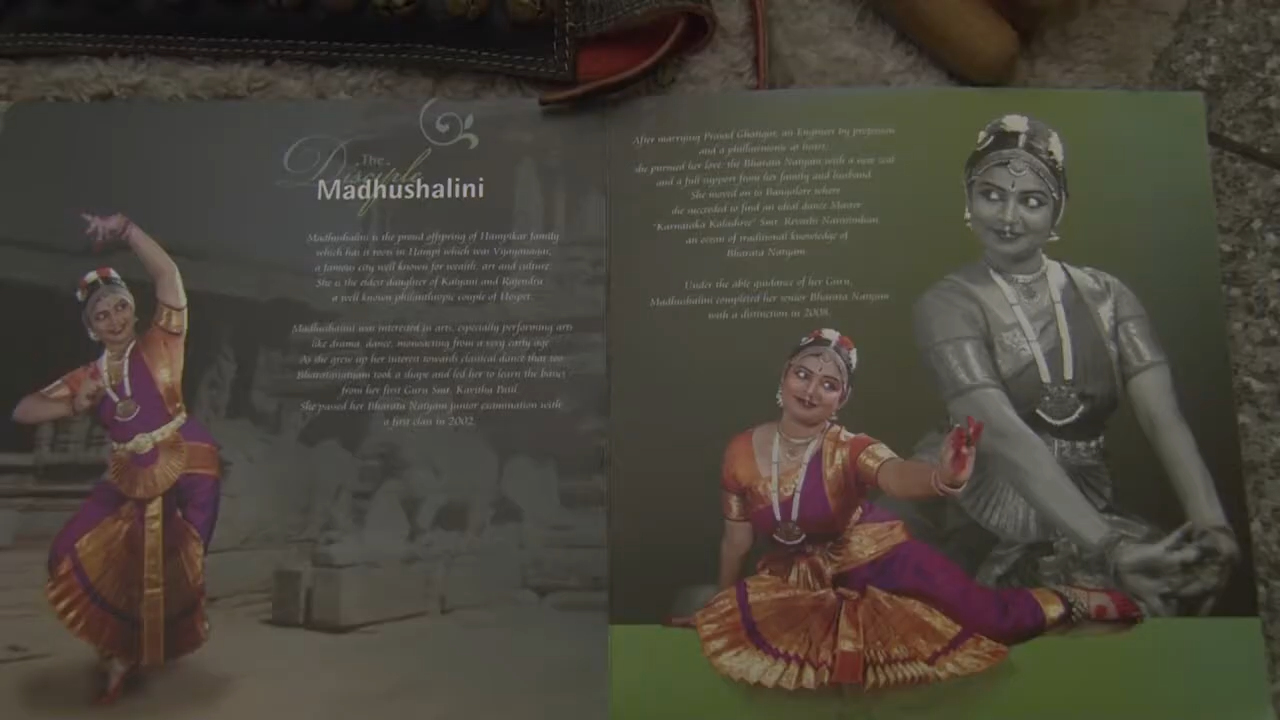 The
Disciple
Madhushalini
Madhushalini is the proud offspring of Hampikar family
which has it roots in Hampi which was Vijayanagar,
a famous city well known for wealth, art and culture.
She is the eldest daughter of Kalyani and Rajendra
a well known philanthropic couple of Hospet.
Madhushalini was interested in arts, especially performing arts
like drama, dance, monoacting from a very early age
As she grew up her interest towards classical dance that too
Bharatanatyam took a shape and led her to learn the basics
from her first Guru Smt. Kavitha Patil.
She passed her Bharata Natyam junior examination with
a first class in 2002.
After marrying Prasad Ghatigar, an Engineer by profession
and a philharmonic at heart;
she pursued her love, the Bharata Natyam with a new zeal
and a full support from her family and husband.
She moved on to Bangalore where
she succeeded to find an ideal dance Master
"Karnataka Kalashree" Smt. Revathi Narasimhan,
an ocean of traditional knowledge of
Bharata Natyam.
Under the able guidance of her Guru,
Madhushalini completed her senior Bharata Natyam
with a distinction in 2008.